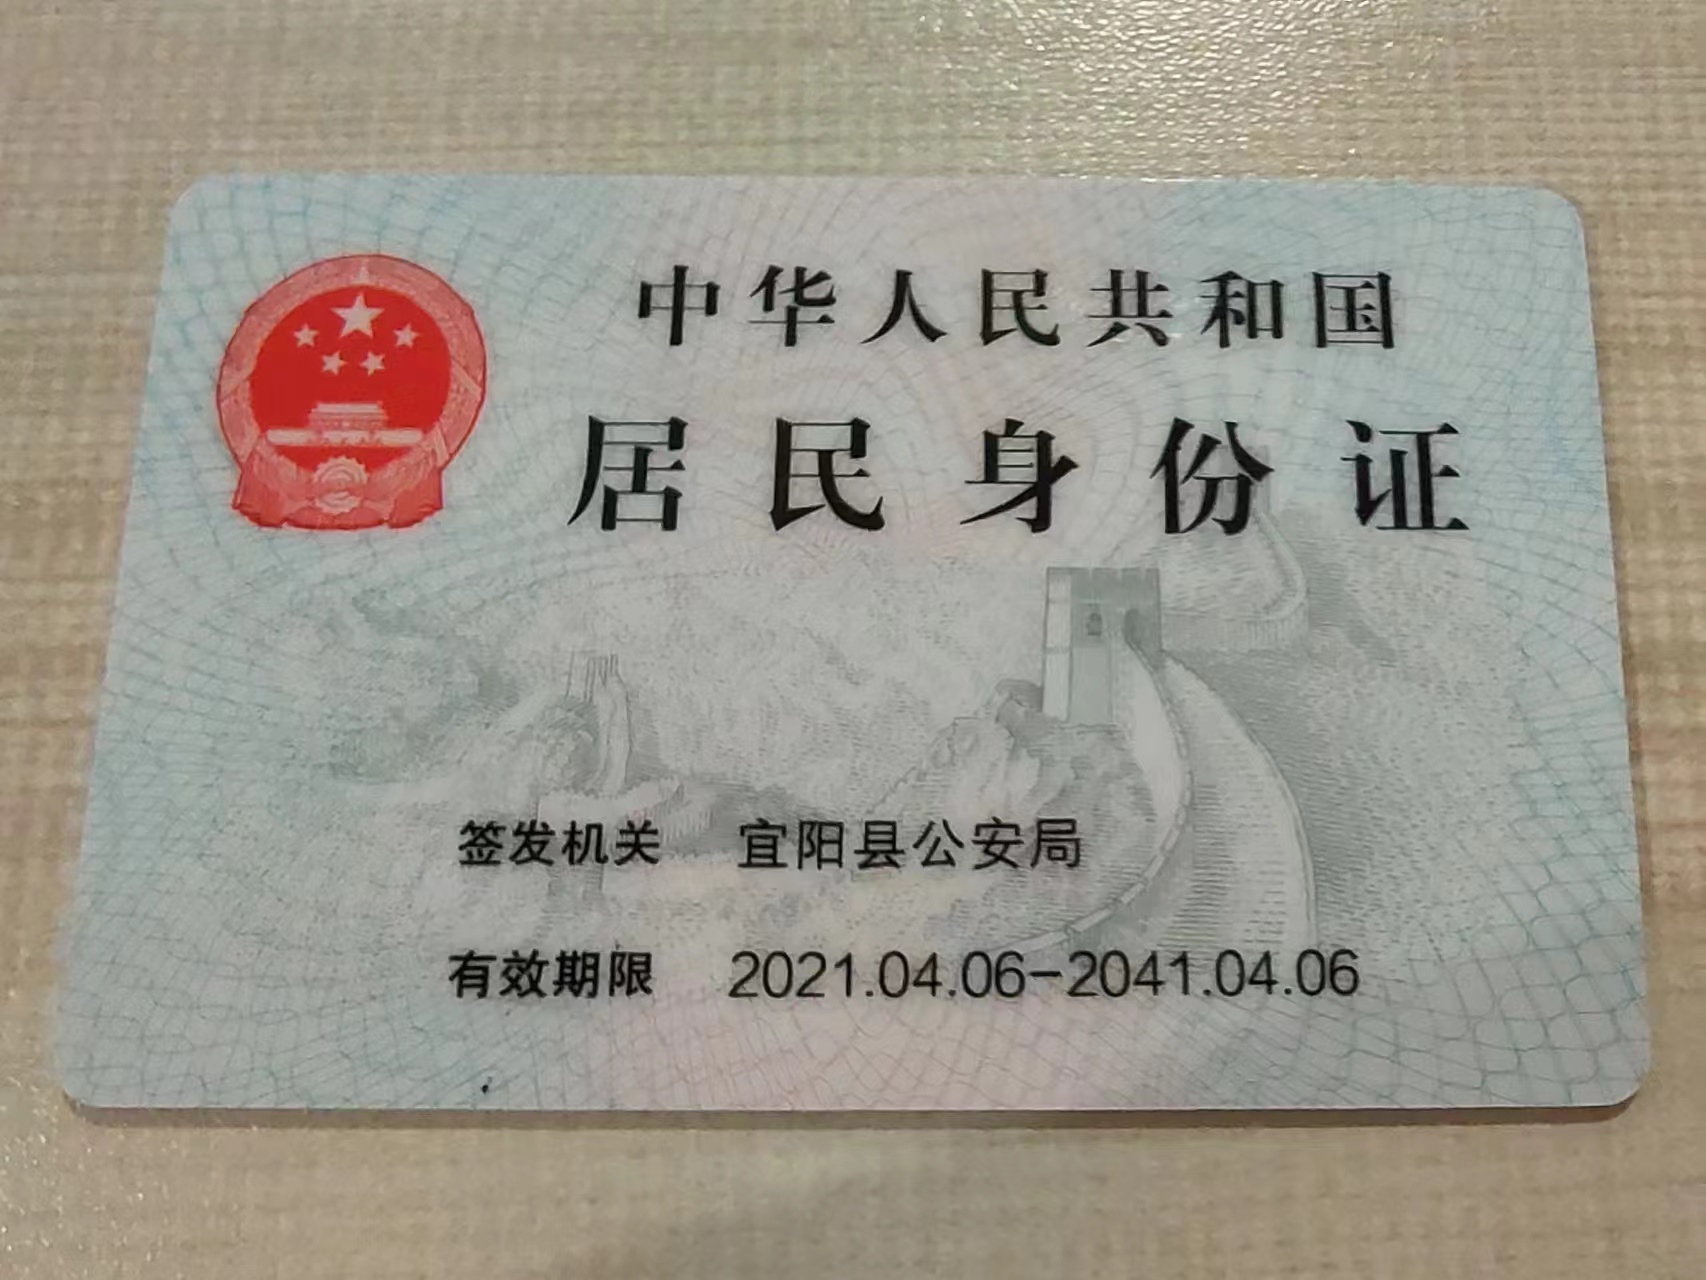 中华人民共和国
居民身份证
签发机关 宜阳县公安局
有效期限 2021.04.06-2041.04.06